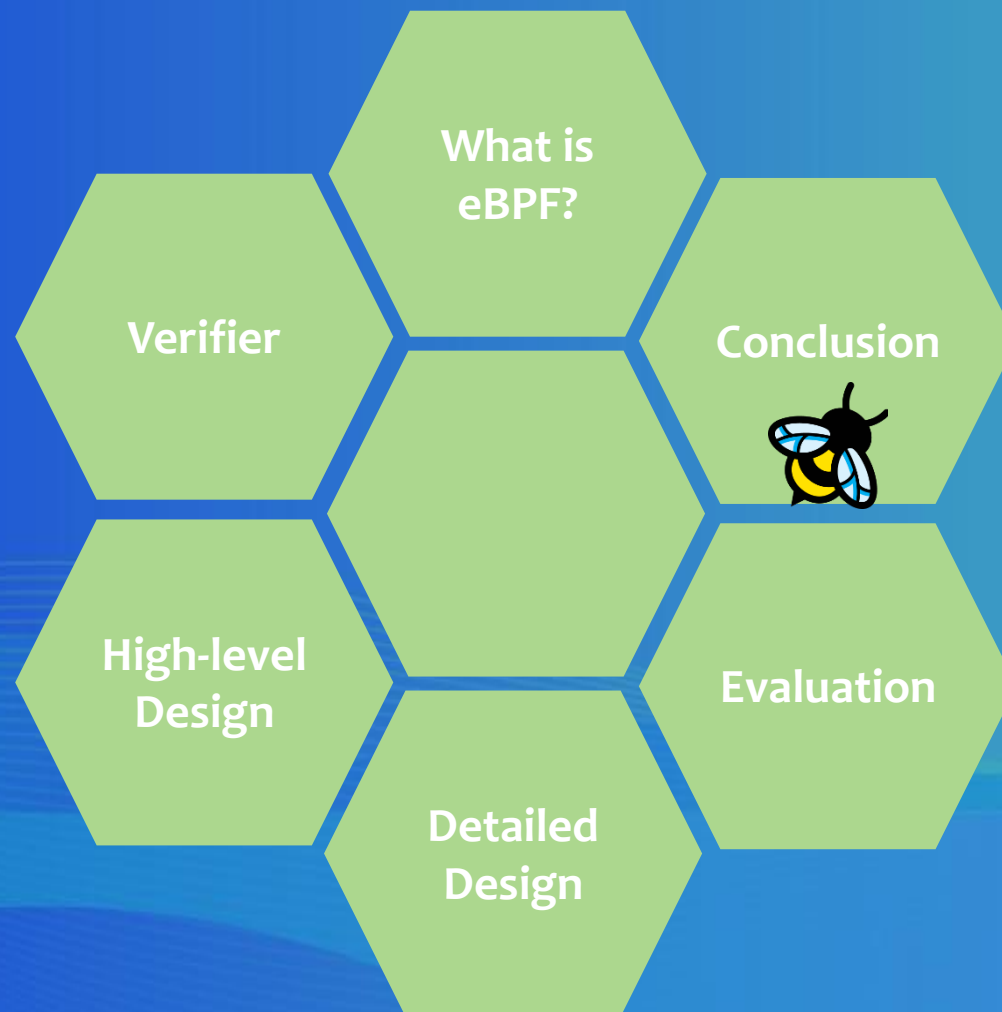 What is
eBPF?
Verifier
Conclusion
High-level
Design
Evaluation
Detailed
Design